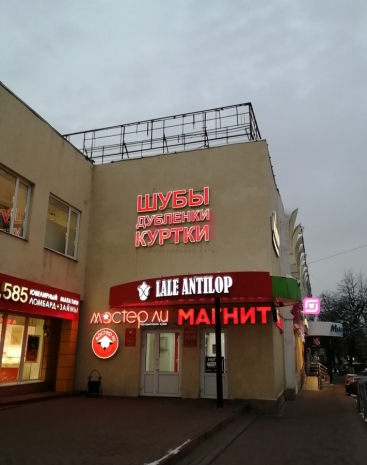 ШУБЫ
ДУБЛЕНКИ
КУРТКИ
LALE ANTILOP
585 ЮВЕЛИРНЫЙ МАГАЗИН
ЛОМБАРД ЗАЙМЫ
мостер ли
МАГНИТ